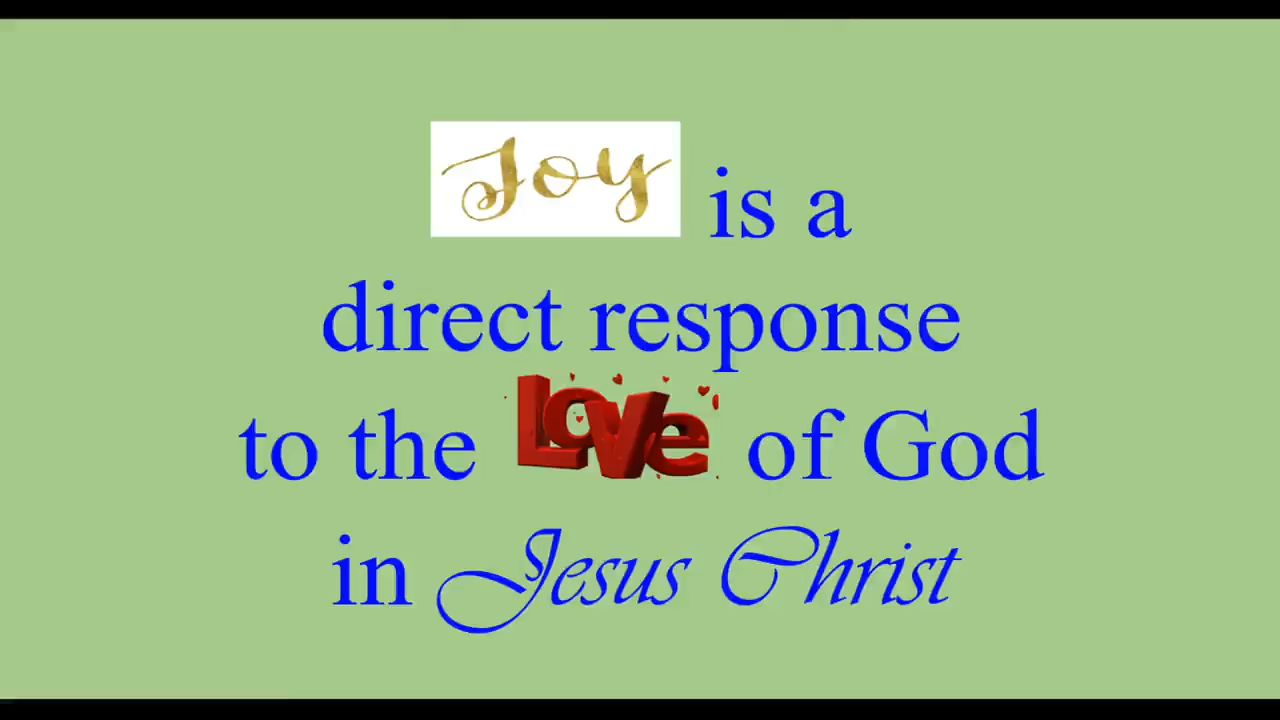 Joy is a
direct response
to the Love of God
in Jesus Christ